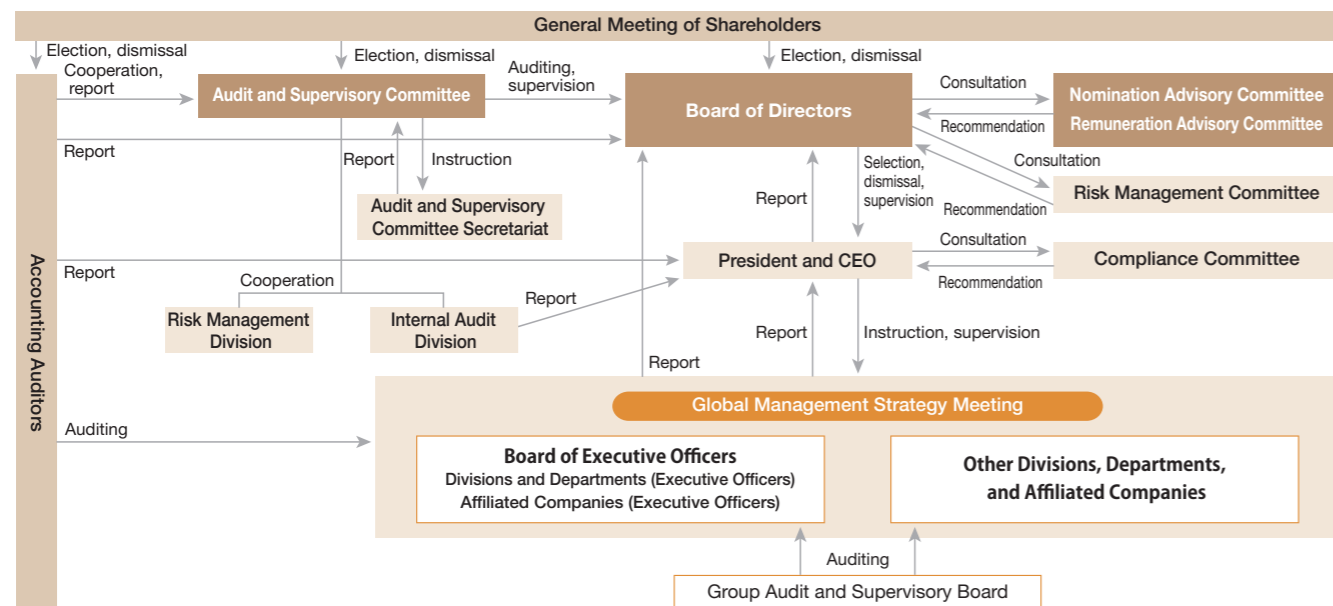 General Meeting of Shareholders
Election, dismissal
Election, dismissal
Election, dismissal
Cooperation,
report
Audit and Supervisory Committee
Auditing,
supervision
Board of Directors
Consultation
Recommendation
Nomination Advisory Committee
Remuneration Advisory Committee
Report
Report
Instruction
Selection,
dismissal,
supervision
Consultation
Recommendation
Risk Management Committee
Audit and Supervisory
Committee Secretariat
Report
Accounting Auditors
Report
President and CEO
Consultation
Recommendation
Compliance Committee
Cooperation
Risk Management
Division
Internal Audit
Division
Report
Report
Report
Instruction, supervision
Global Management Strategy Meeting
Auditing
Board of Executive Officers
Divisions and Departments (Executive Officers)
Affiliated Companies (Executive Officers)
Other Divisions, Departments,
and Affiliated Companies
Auditing
Group Audit and Supervisory Board